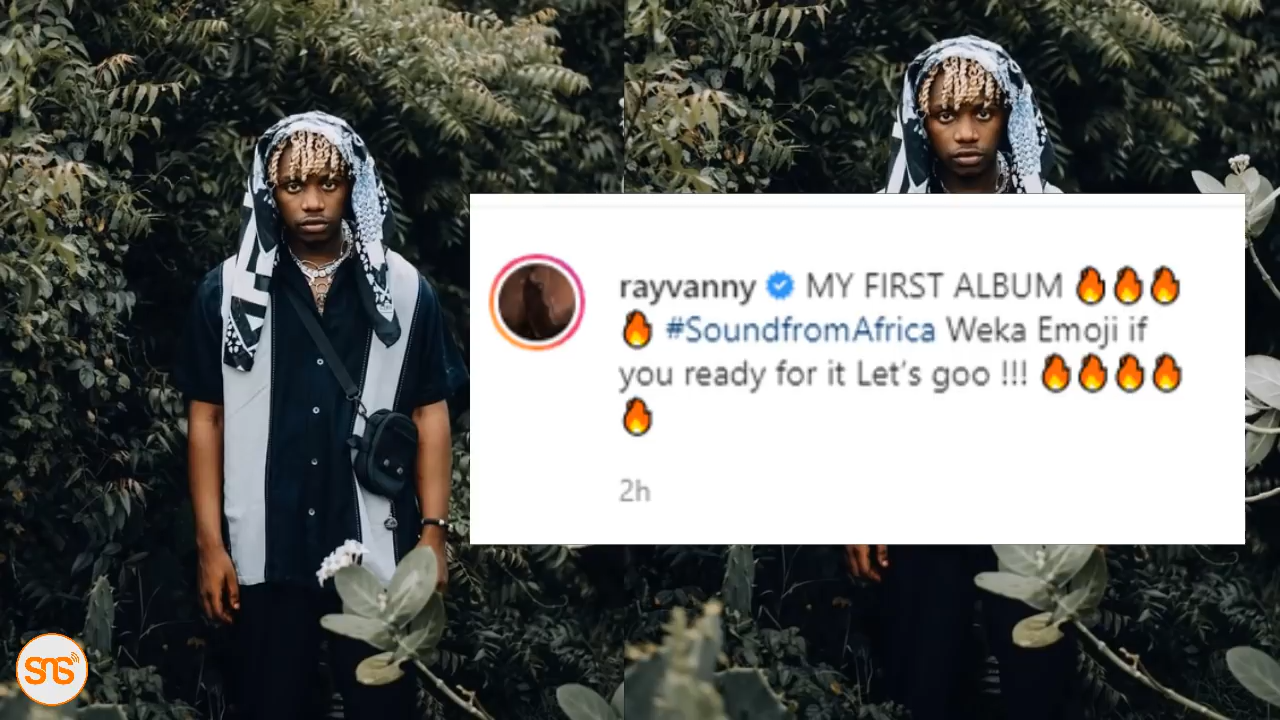 rayvanny MY FIRST ALBUM 🔥🔥🔥
🔥 #SoundfromAfrica Weka Emoji if
you ready for it Let's goo !!! 🔥🔥🔥🔥
🔥
2h
SNS